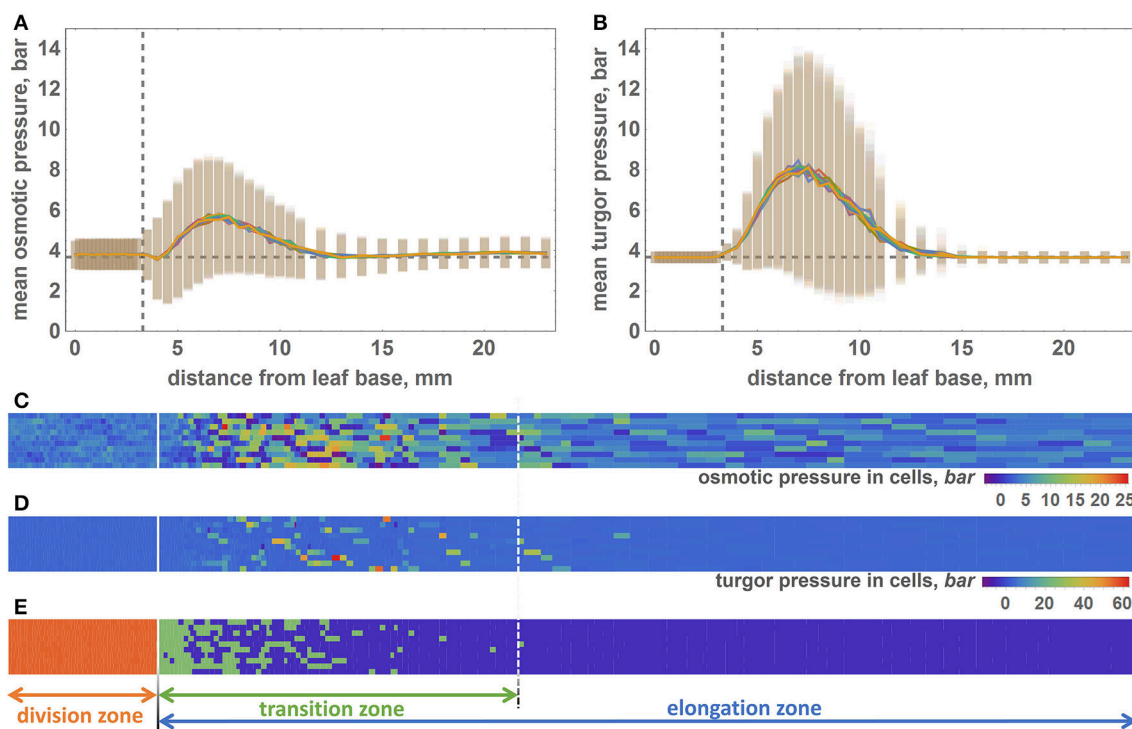 A
B
mean osmotic pressure, bar
14
12
10
8
6
4
2
0
0 5 10 15 20
distance from leaf base, mm
mean turgor pressure, bar
14
12
10
8
6
4
2
0
0 5 10 15 20
distance from leaf base, mm
C
osmotic pressure in cells, bar
0 5 10 15 20 25
D
turgor pressure in cells, bar
0 20 40 60
E
division zone
transition zone
elongation zone